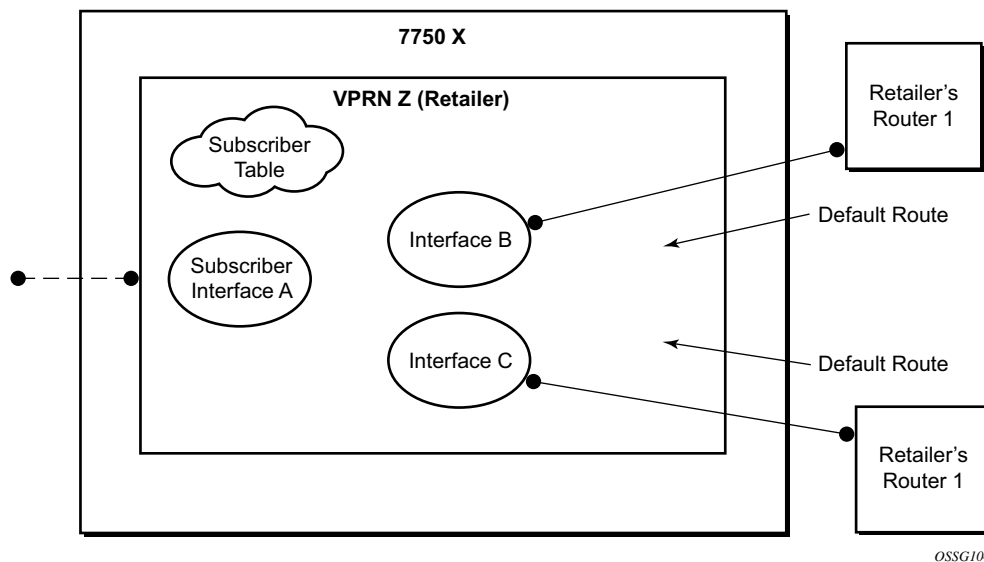 7750 X
VPRN Z (Retailer)
Subscriber
Table
Subscriber
Interface A
Interface B
Interface C
Retailer's
Router 1
Default Route
Default Route
Retailer's
Router 1